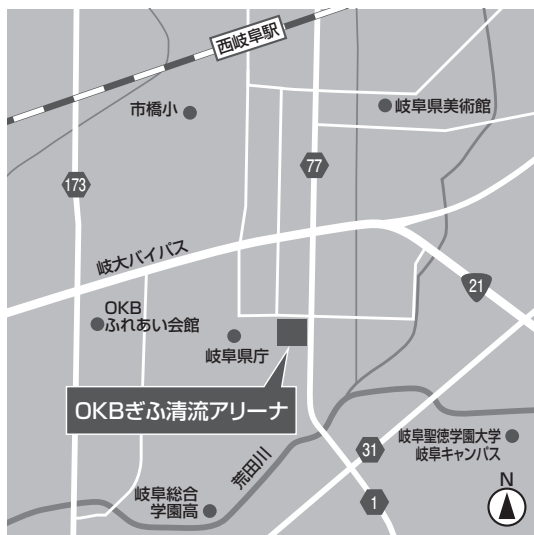 西岐阜駅
市橋小
岐阜県美術館
77
173
岐大バイパス
21
OKB
ふれあい会館
岐阜県庁
OKBぎふ清流アリーナ
荒田川
31
岐阜聖徳学園大学
岐阜キャンパス
岐阜総合
学園高
1
N